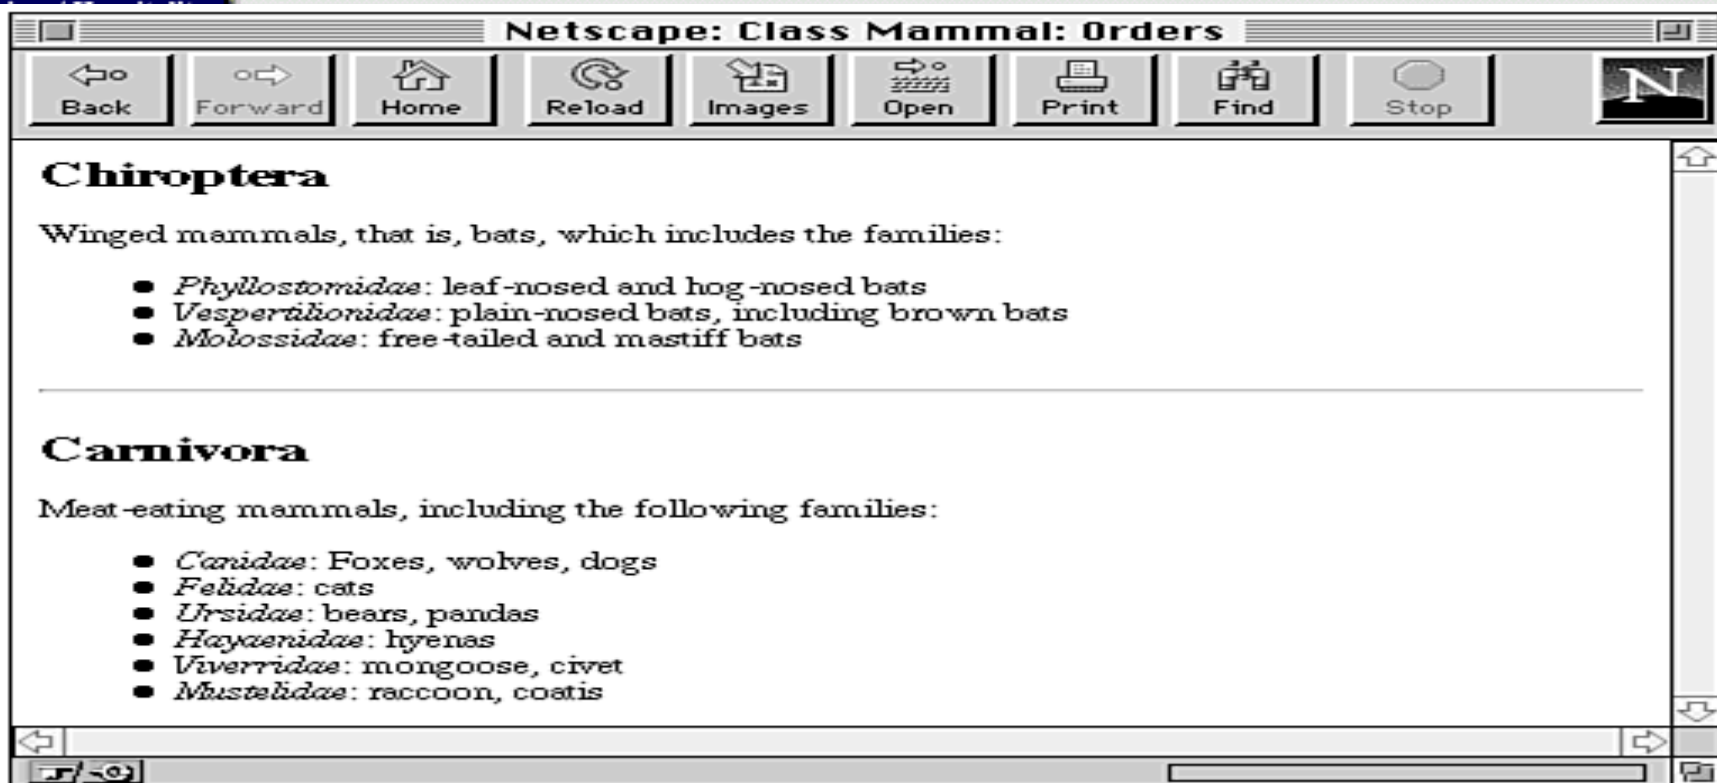 Netscape: Class Mammal: Orders
Back Forward Home Reload Images Open Print Find Stop N
Chiroptera
Winged mammals, that is, bats, which includes the families:
Phyllostomidae: leaf-nosed and hog-nosed bats
Vespertilionidae: plain-nosed bats, including brown bats
Molossidae: free-tailed and mastiff bats
Carnivora
Meat-eating mammals, including the following families:
Canidae: Foxes, wolves, dogs
Felidae: cats
Ursidae: bears, pandas
Hayaenidae: hyenas
Viverridae: mongoose, civet
Mustelidae: raccoon, coatis